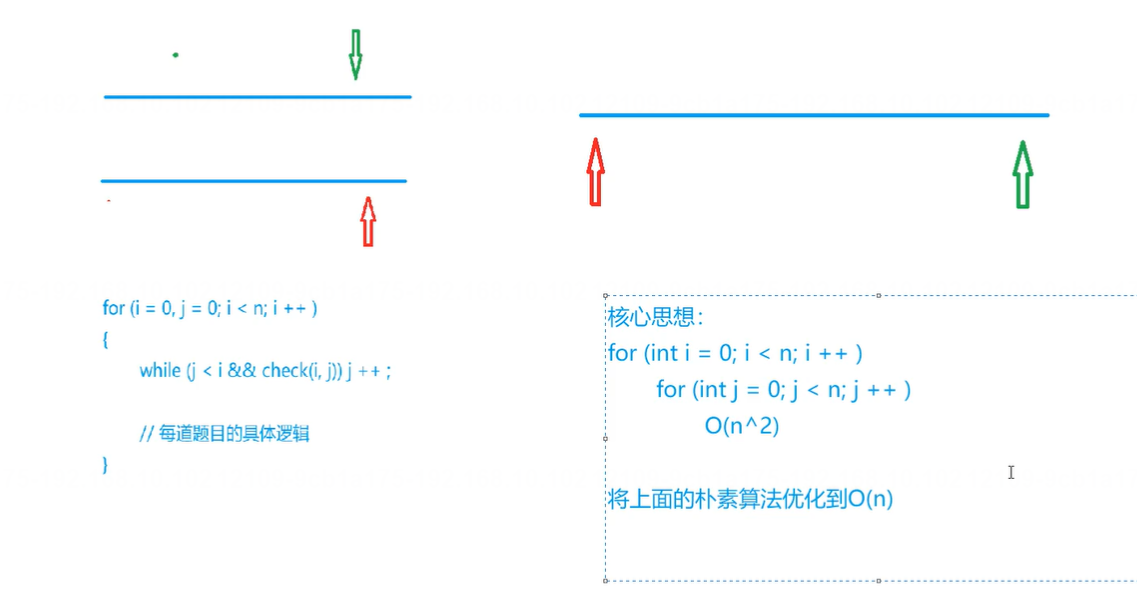 for (i = 0, j = 0; i < n; i ++ )
{
while (j < i && check(i, j)) j ++ ;
// 每道题目的具体逻辑
}
核心思想：
for (int i = 0; i < n; i ++ )
for (int j = 0; j < n; j ++ )
O(n^2)
将上面的朴素算法优化到O(n)